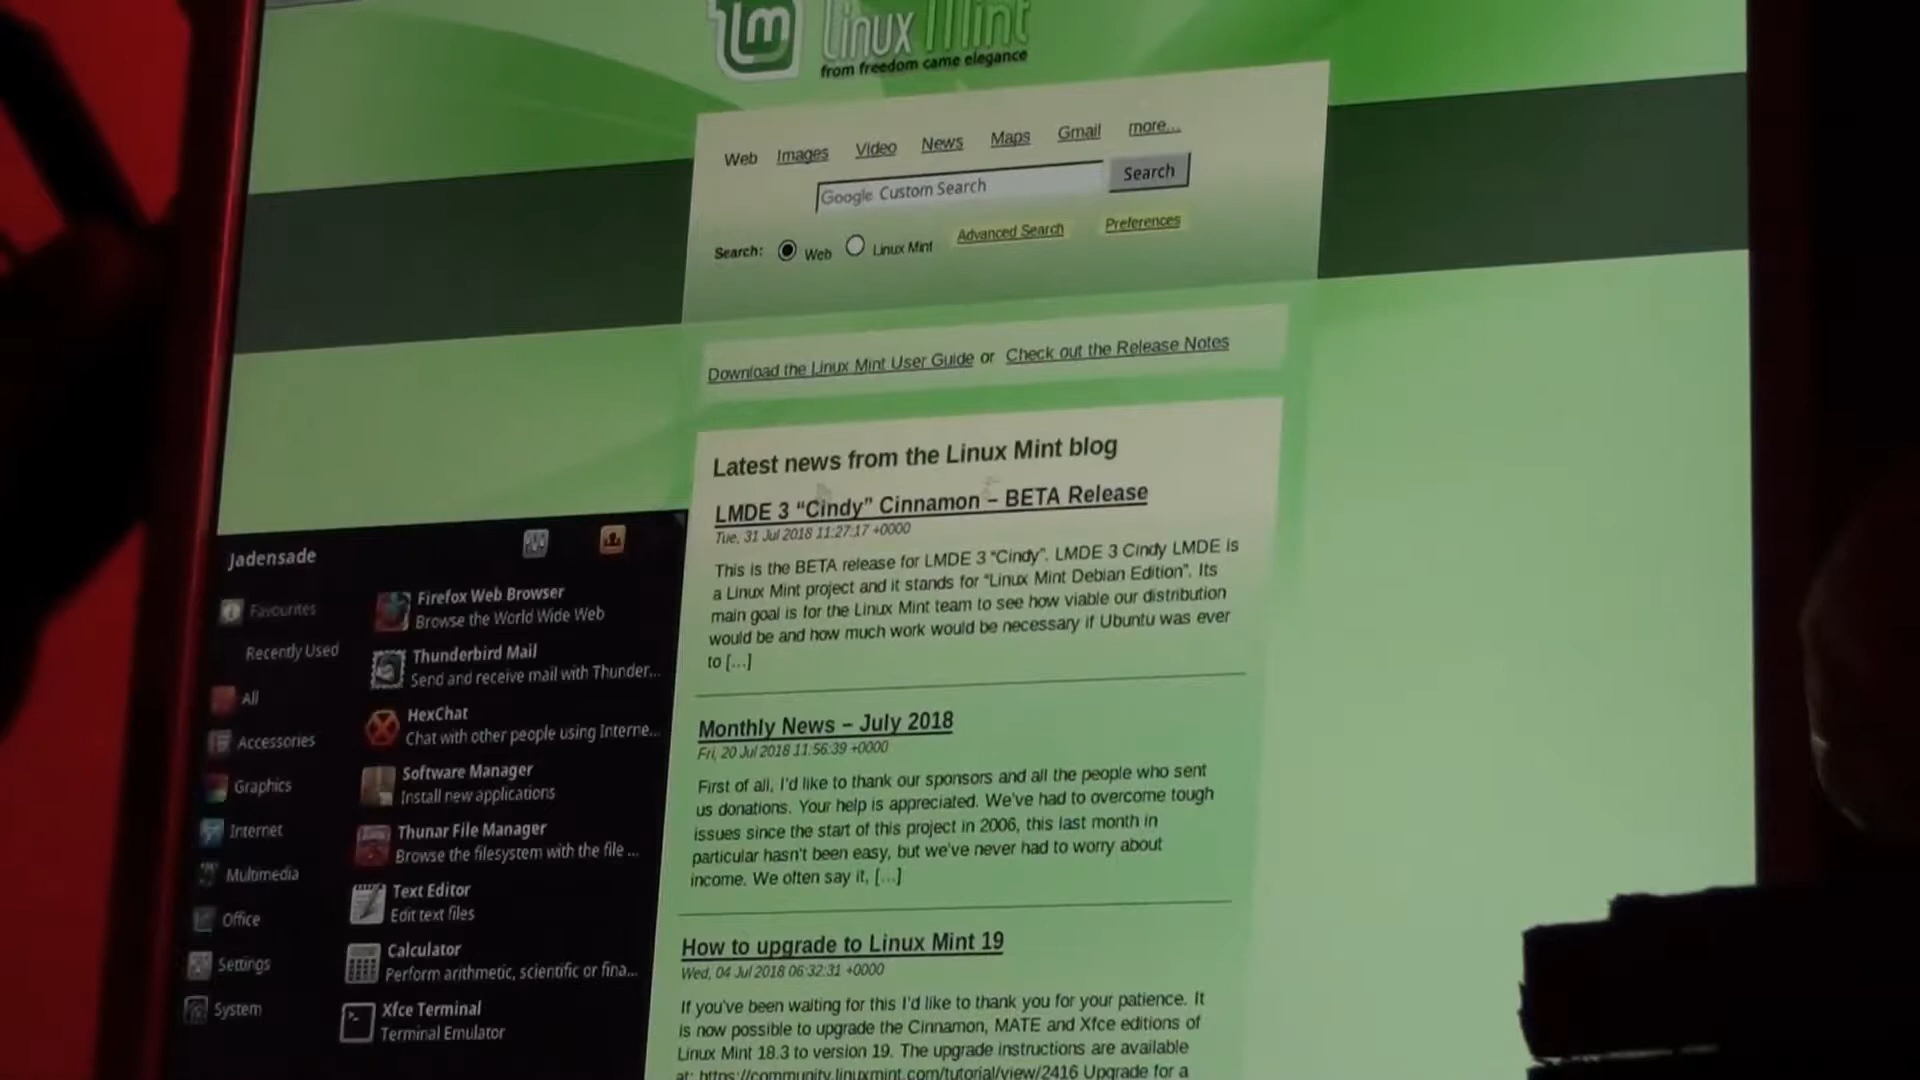 Linux Mint
from freedom came elegance
Web Images Video News Maps Gmail more...
Google Custom Search Search
Search: Web Linux Mint Advanced Search Preferences
Download the Linux Mint User Guide or Check out the Release Notes
Latest news from the Linux Mint blog
LMDE 3 “Cindy” Cinnamon – BETA Release
Tue, 31 Jul 2018 11:27:17 +0000
This is the BETA release for LMDE 3 “Cindy”. LMDE 3 Cindy LMDE is
a Linux Mint project and it stands for “Linux Mint Debian Edition”. Its
main goal is for the Linux Mint team to see how viable our distribution
would be and how much work would be necessary if Ubuntu was ever
to [...]
Monthly News – July 2018
Fri, 20 Jul 2018 11:56:39 +0000
First of all, I'd like to thank our sponsors and all the people who sent
us donations. Your help is appreciated. We've had to overcome tough
issues since the start of this project in 2006, this last month in
particular hasn't been easy, but we've never had to worry about
income. We often say it, [...]
How to upgrade to Linux Mint 19
Wed, 04 Jul 2018 06:32:31 +0000
If you've been waiting for this I'd like to thank you for your patience. It
is now possible to upgrade the Cinnamon, MATE and Xfce editions of
Linux Mint 18.3 to version 19. The upgrade instructions are available
at: https://community.linuxmint.com/tutorial/view/2416 Upgrade for a
Jadensade
Favourites
Recently Used
All
Accessories
Graphics
Internet
Multimedia
Office
Settings
System
Firefox Web Browser
Browse the World Wide Web
Thunderbird Mail
Send and receive mail with Thunder...
HexChat
Chat with other people using Interne...
Software Manager
Install new applications
Thunar File Manager
Browse the filesystem with the file ...
Text Editor
Edit text files
Calculator
Perform arithmetic, scientific or fina...
Xfce Terminal
Terminal Emulator